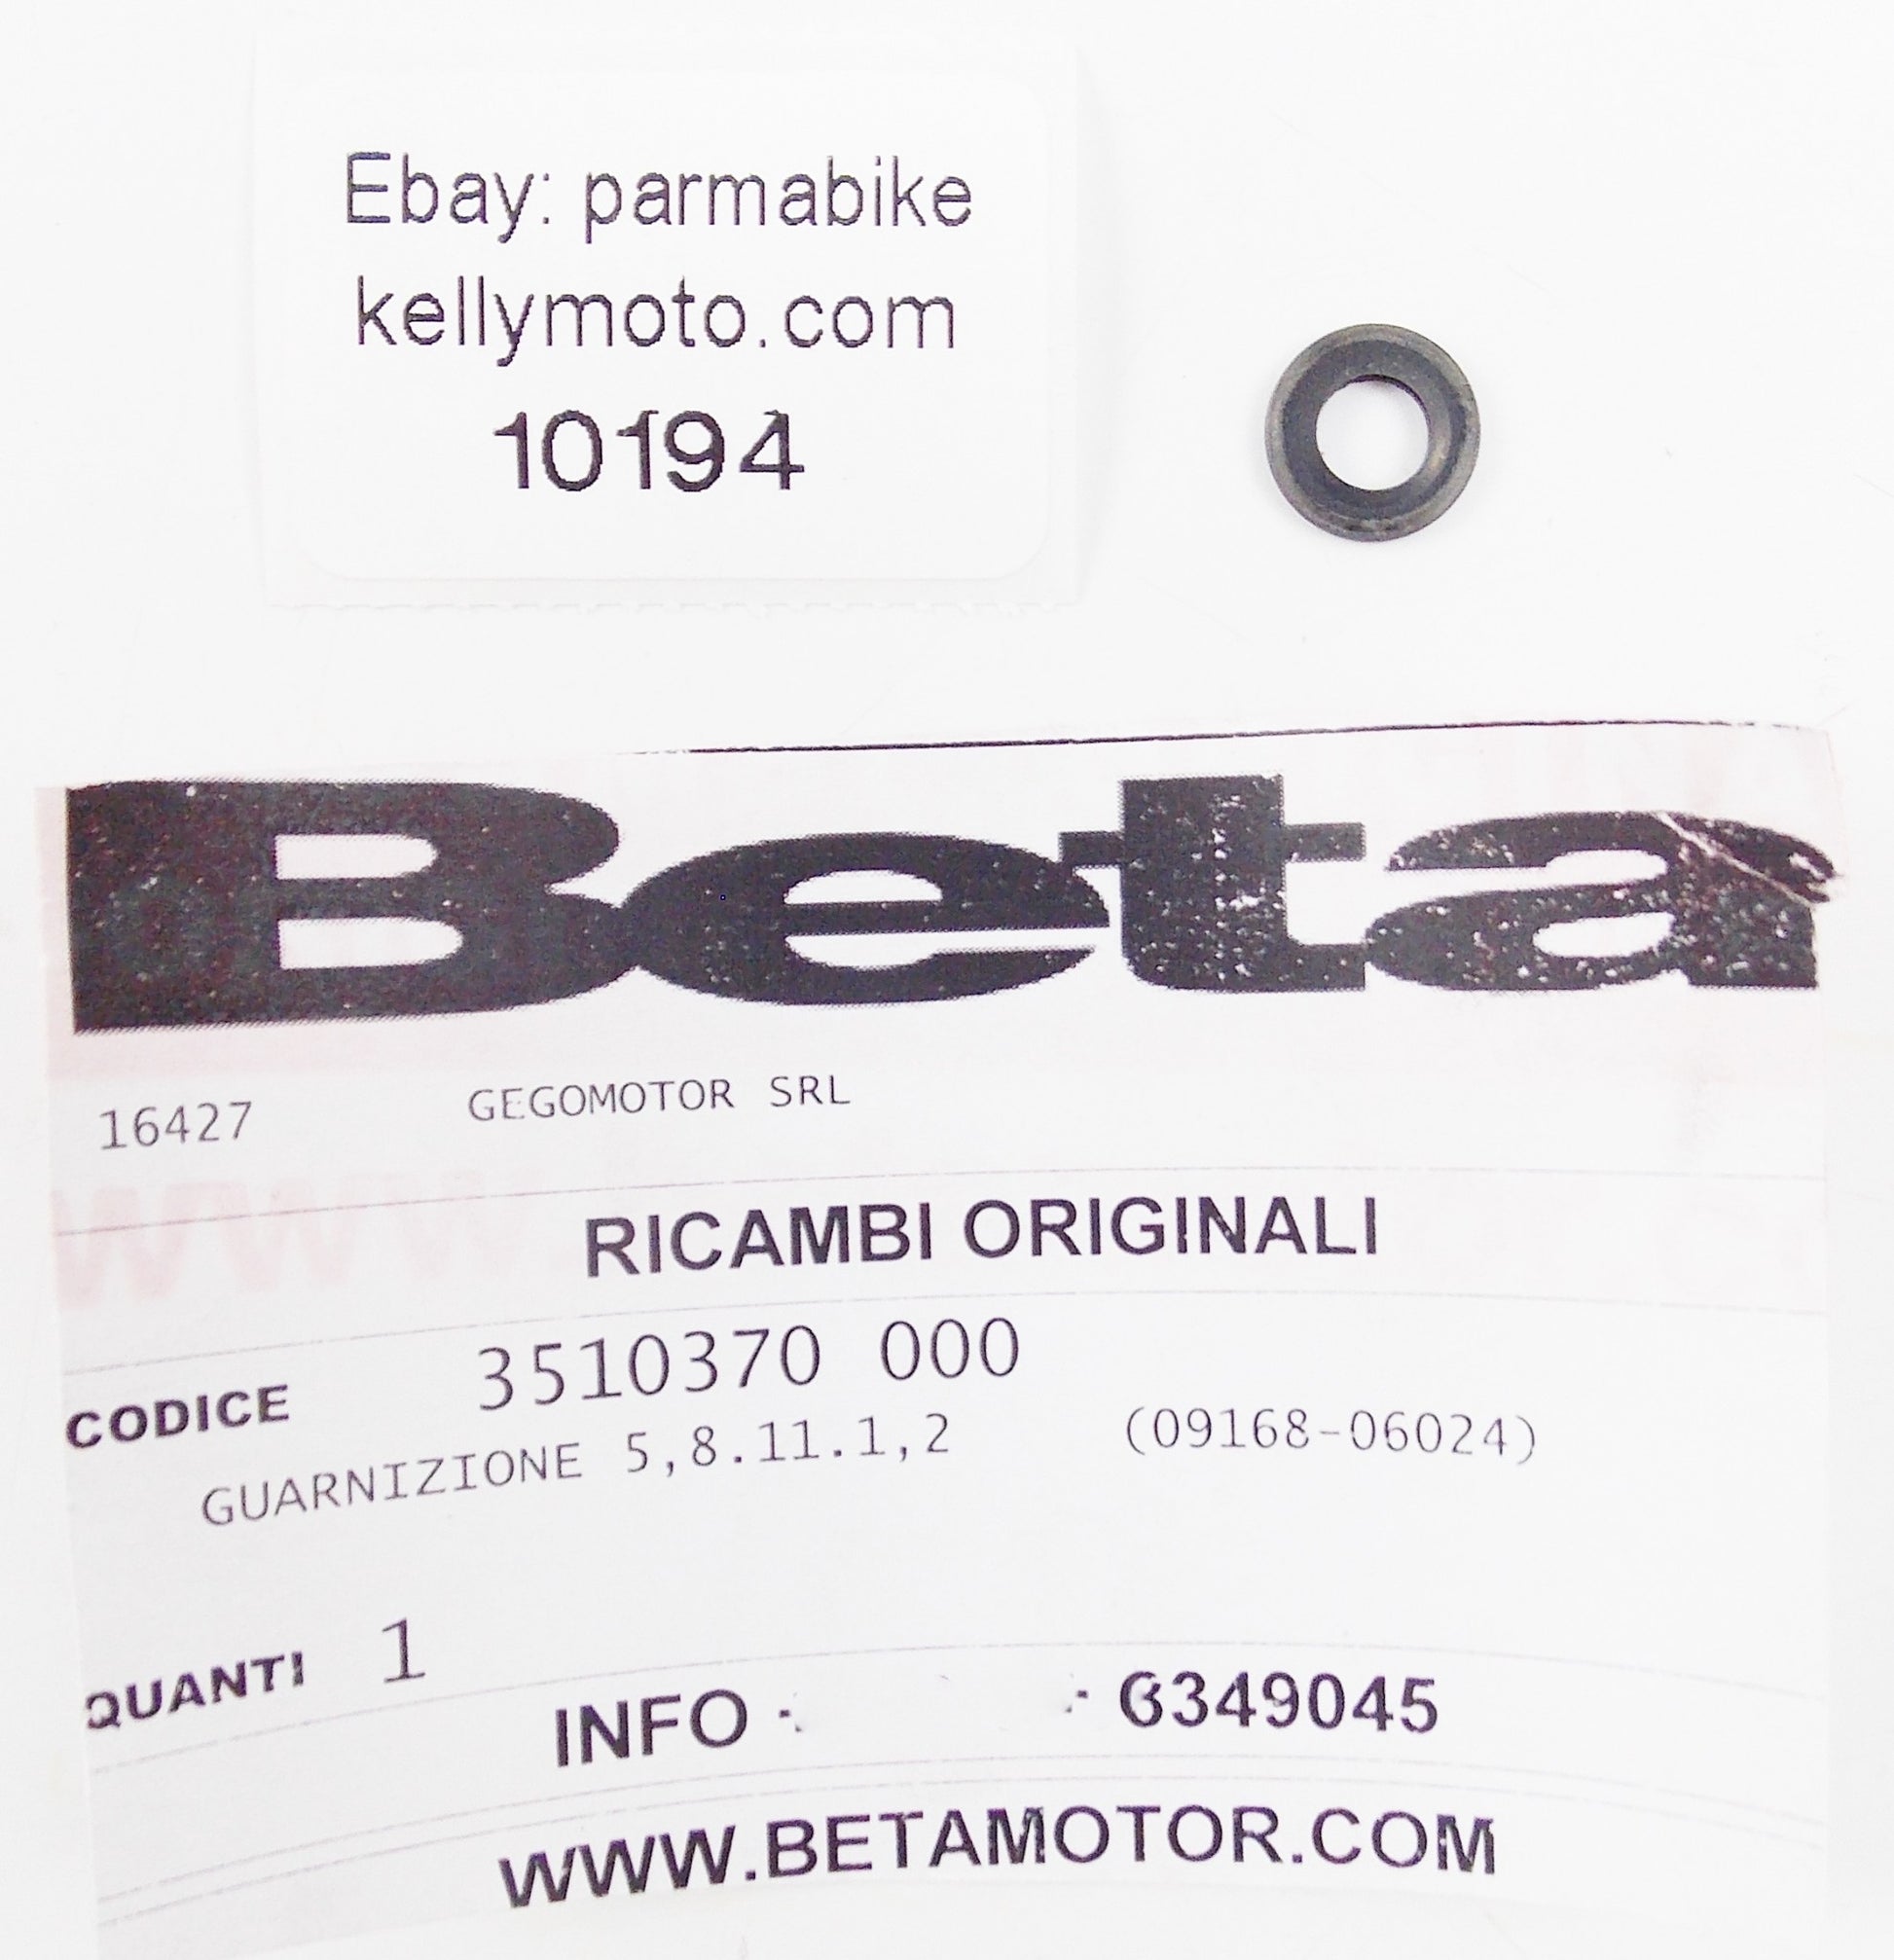 Ebay: parmabike
kellymoto.com
10194
Beta
16427 GEGOMOTOR SRL
RICAMBI ORIGINALI
CODICE 3510370 000
GUARNIZIONE 5,8.11.1,2 (09168-06024)
QUANTI 1
INFO 6349045
WWW.BETAMOTOR.COM